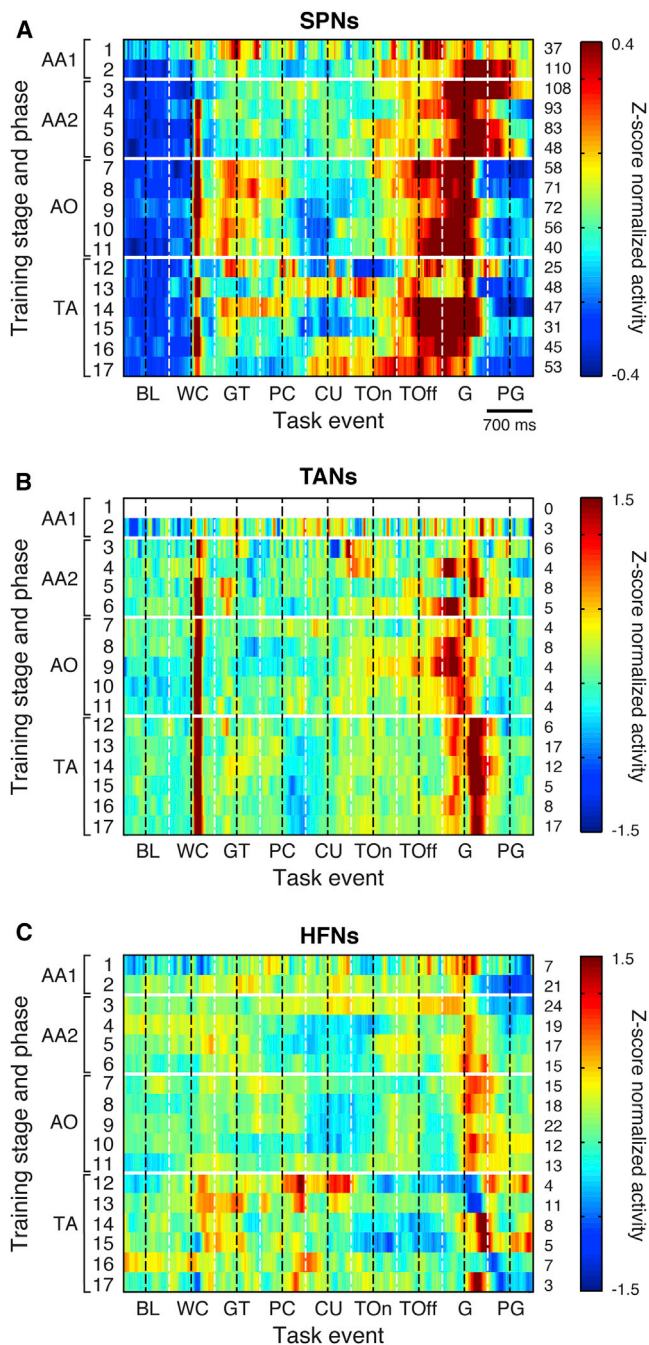 A
SPNs
Training stage and phase
AA1
AA2
AO
TA
1 37
2 110
3 108
4 93
5 83
6 48
7 58
8 71
9 72
10 56
11 40
12 25
13 48
14 47
15 31
16 45
17 53
BL WC GT PC CU TOn TOff G PG
Task event
700 ms
0.4
-0.4
Z-score normalized activity
B
TANs
Training stage and phase
AA1
AA2
AO
TA
1 0
2 3
3 6
4 4
5 8
6 5
7 4
8 8
9 4
10 4
11 4
12 6
13 17
14 12
15 5
16 8
17 17
BL WC GT PC CU TOn TOff G PG
Task event
1.5
-1.5
Z-score normalized activity
C
HFNs
Training stage and phase
AA1
AA2
AO
TA
1 7
2 21
3 24
4 19
5 17
6 15
7 15
8 18
9 22
10 12
11 13
12 4
13 11
14 8
15 5
16 7
17 3
BL WC GT PC CU TOn TOff G PG
Task event
1.5
-1.5
Z-score normalized activity